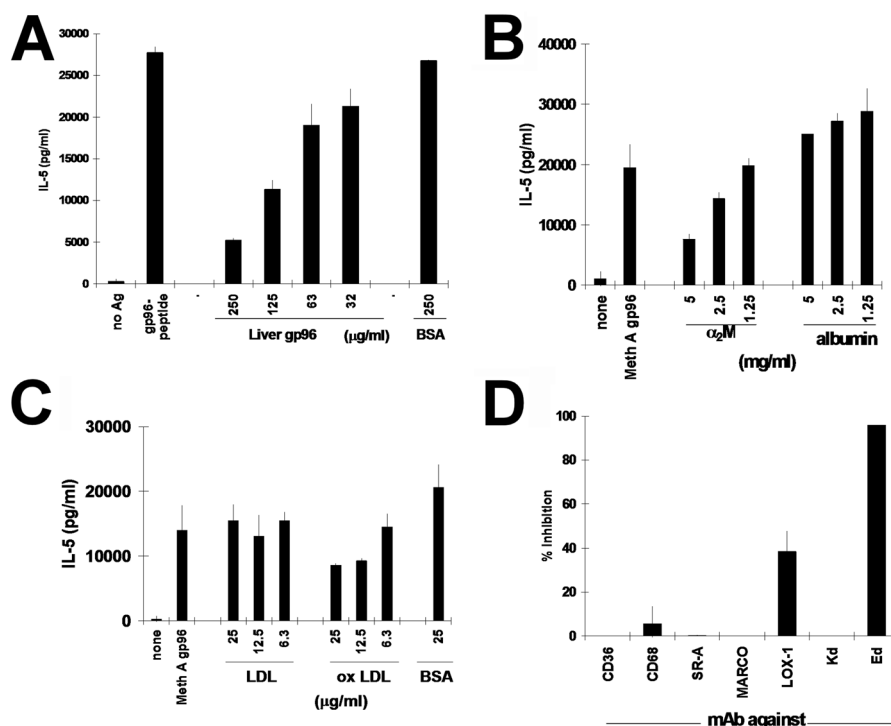 A
IL-5 (pg/ml)
30000
25000
20000
15000
10000
5000
0
no Ag
gp96-
peptide
-
250
125
63
32
-
250
Liver gp96 (μg/ml) BSA
B
IL-5 (pg/ml)
40000
30000
20000
10000
0
none
Meth A gp96
5
2.5
1.25
5
2.5
1.25
α2M albumin
(mg/ml)
C
IL-5 (pg/ml)
30000
20000
10000
0
none
Meth A gp96
25
12.5
6.3
25
12.5
6.3
25
LDL ox LDL BSA
(μg/ml)
D
% Inhibition
100
80
60
40
20
0
CD36
CD68
SR-A
MARCO
LOX-1
Kd
Ed
mAb against